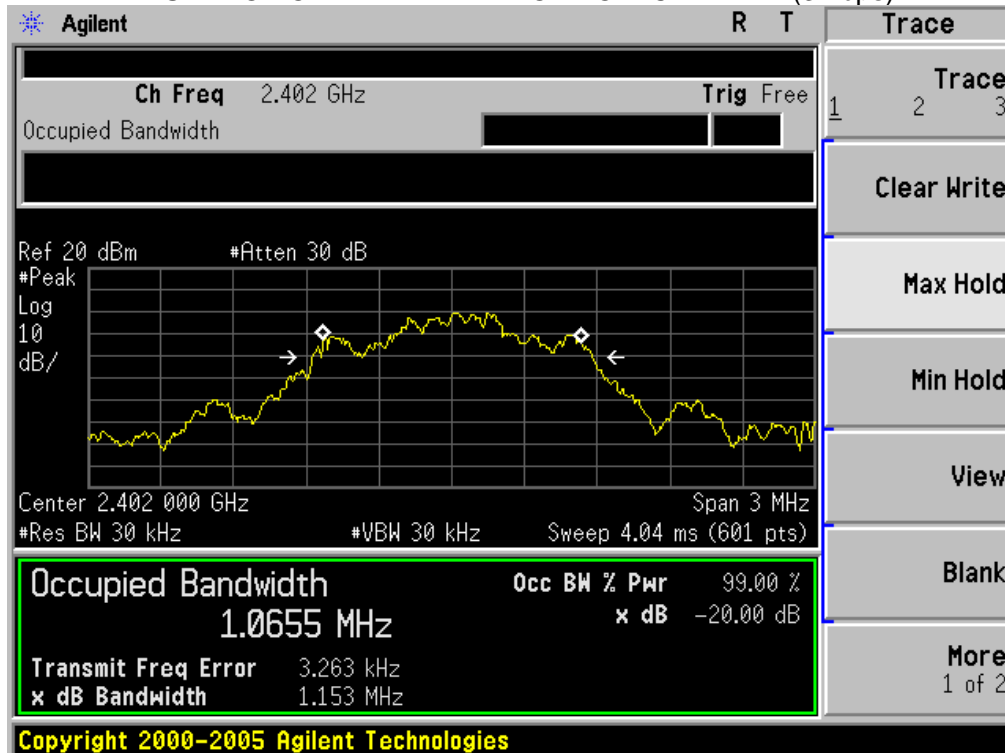 Agilent R T Trace
Ch Freq 2.402 GHz Trig Free
Occupied Bandwidth
Trace
1 2 3
Clear Write
Max Hold
Min Hold
View
Blank
More
1 of 2
Ref 20 dBm #Atten 30 dB
#Peak
Log
10
dB/
Center 2.402 000 GHz Span 3 MHz
#Res BW 30 kHz #VBW 30 kHz Sweep 4.04 ms (601 pts)
Occupied Bandwidth Occ BW % Pwr 99.00 %
1.0655 MHz x dB -20.00 dB
Transmit Freq Error 3.263 kHz
x dB Bandwidth 1.153 MHz
Copyright 2000-2005 Agilent Technologies